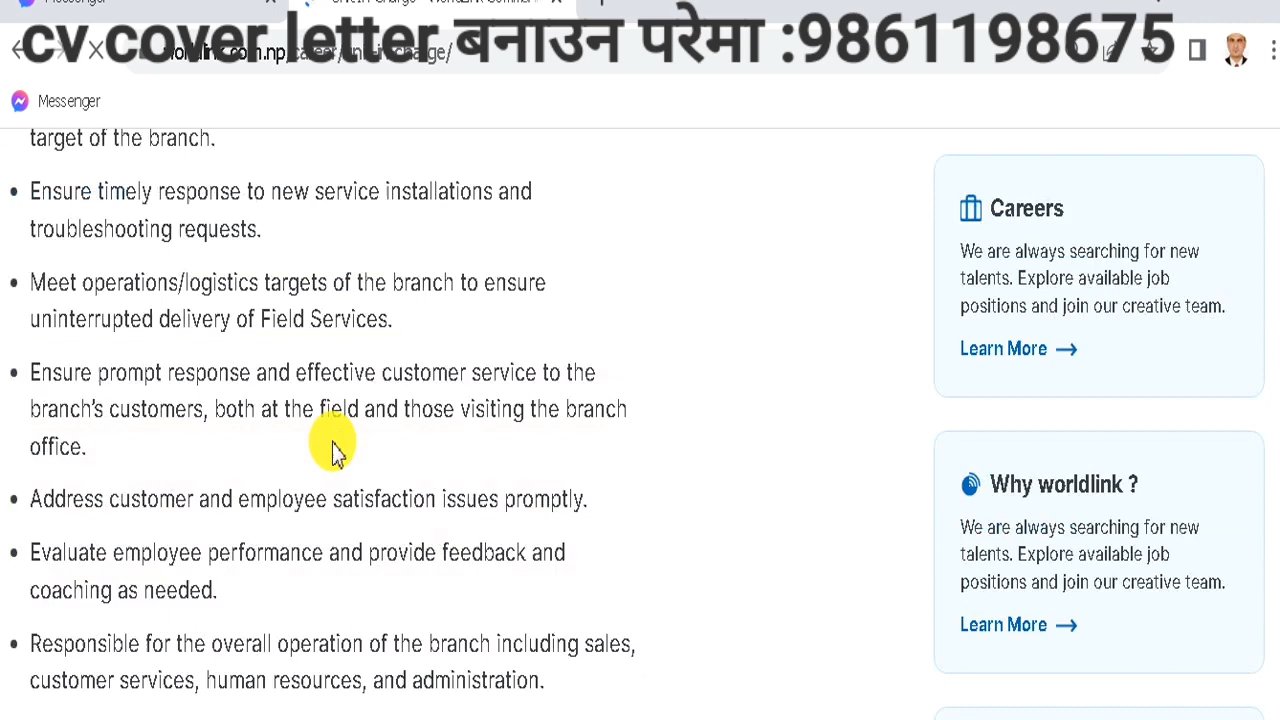 Messenger
cv cover letter बनाउन परेमा :9861198675
Messenger
target of the branch.
Ensure timely response to new service installations and
troubleshooting requests.
Meet operations/logistics targets of the branch to ensure
uninterrupted delivery of Field Services.
Ensure prompt response and effective customer service to the
branch's customers, both at the field and those visiting the branch
office.
Address customer and employee satisfaction issues promptly.
Evaluate employee performance and provide feedback and
coaching as needed.
Responsible for the overall operation of the branch including sales,
customer services, human resources, and administration.
Careers
We are always searching for new
talents. Explore available job
positions and join our creative team.
Learn More
Why worldlink ?
We are always searching for new
talents. Explore available job
positions and join our creative team.
Learn More